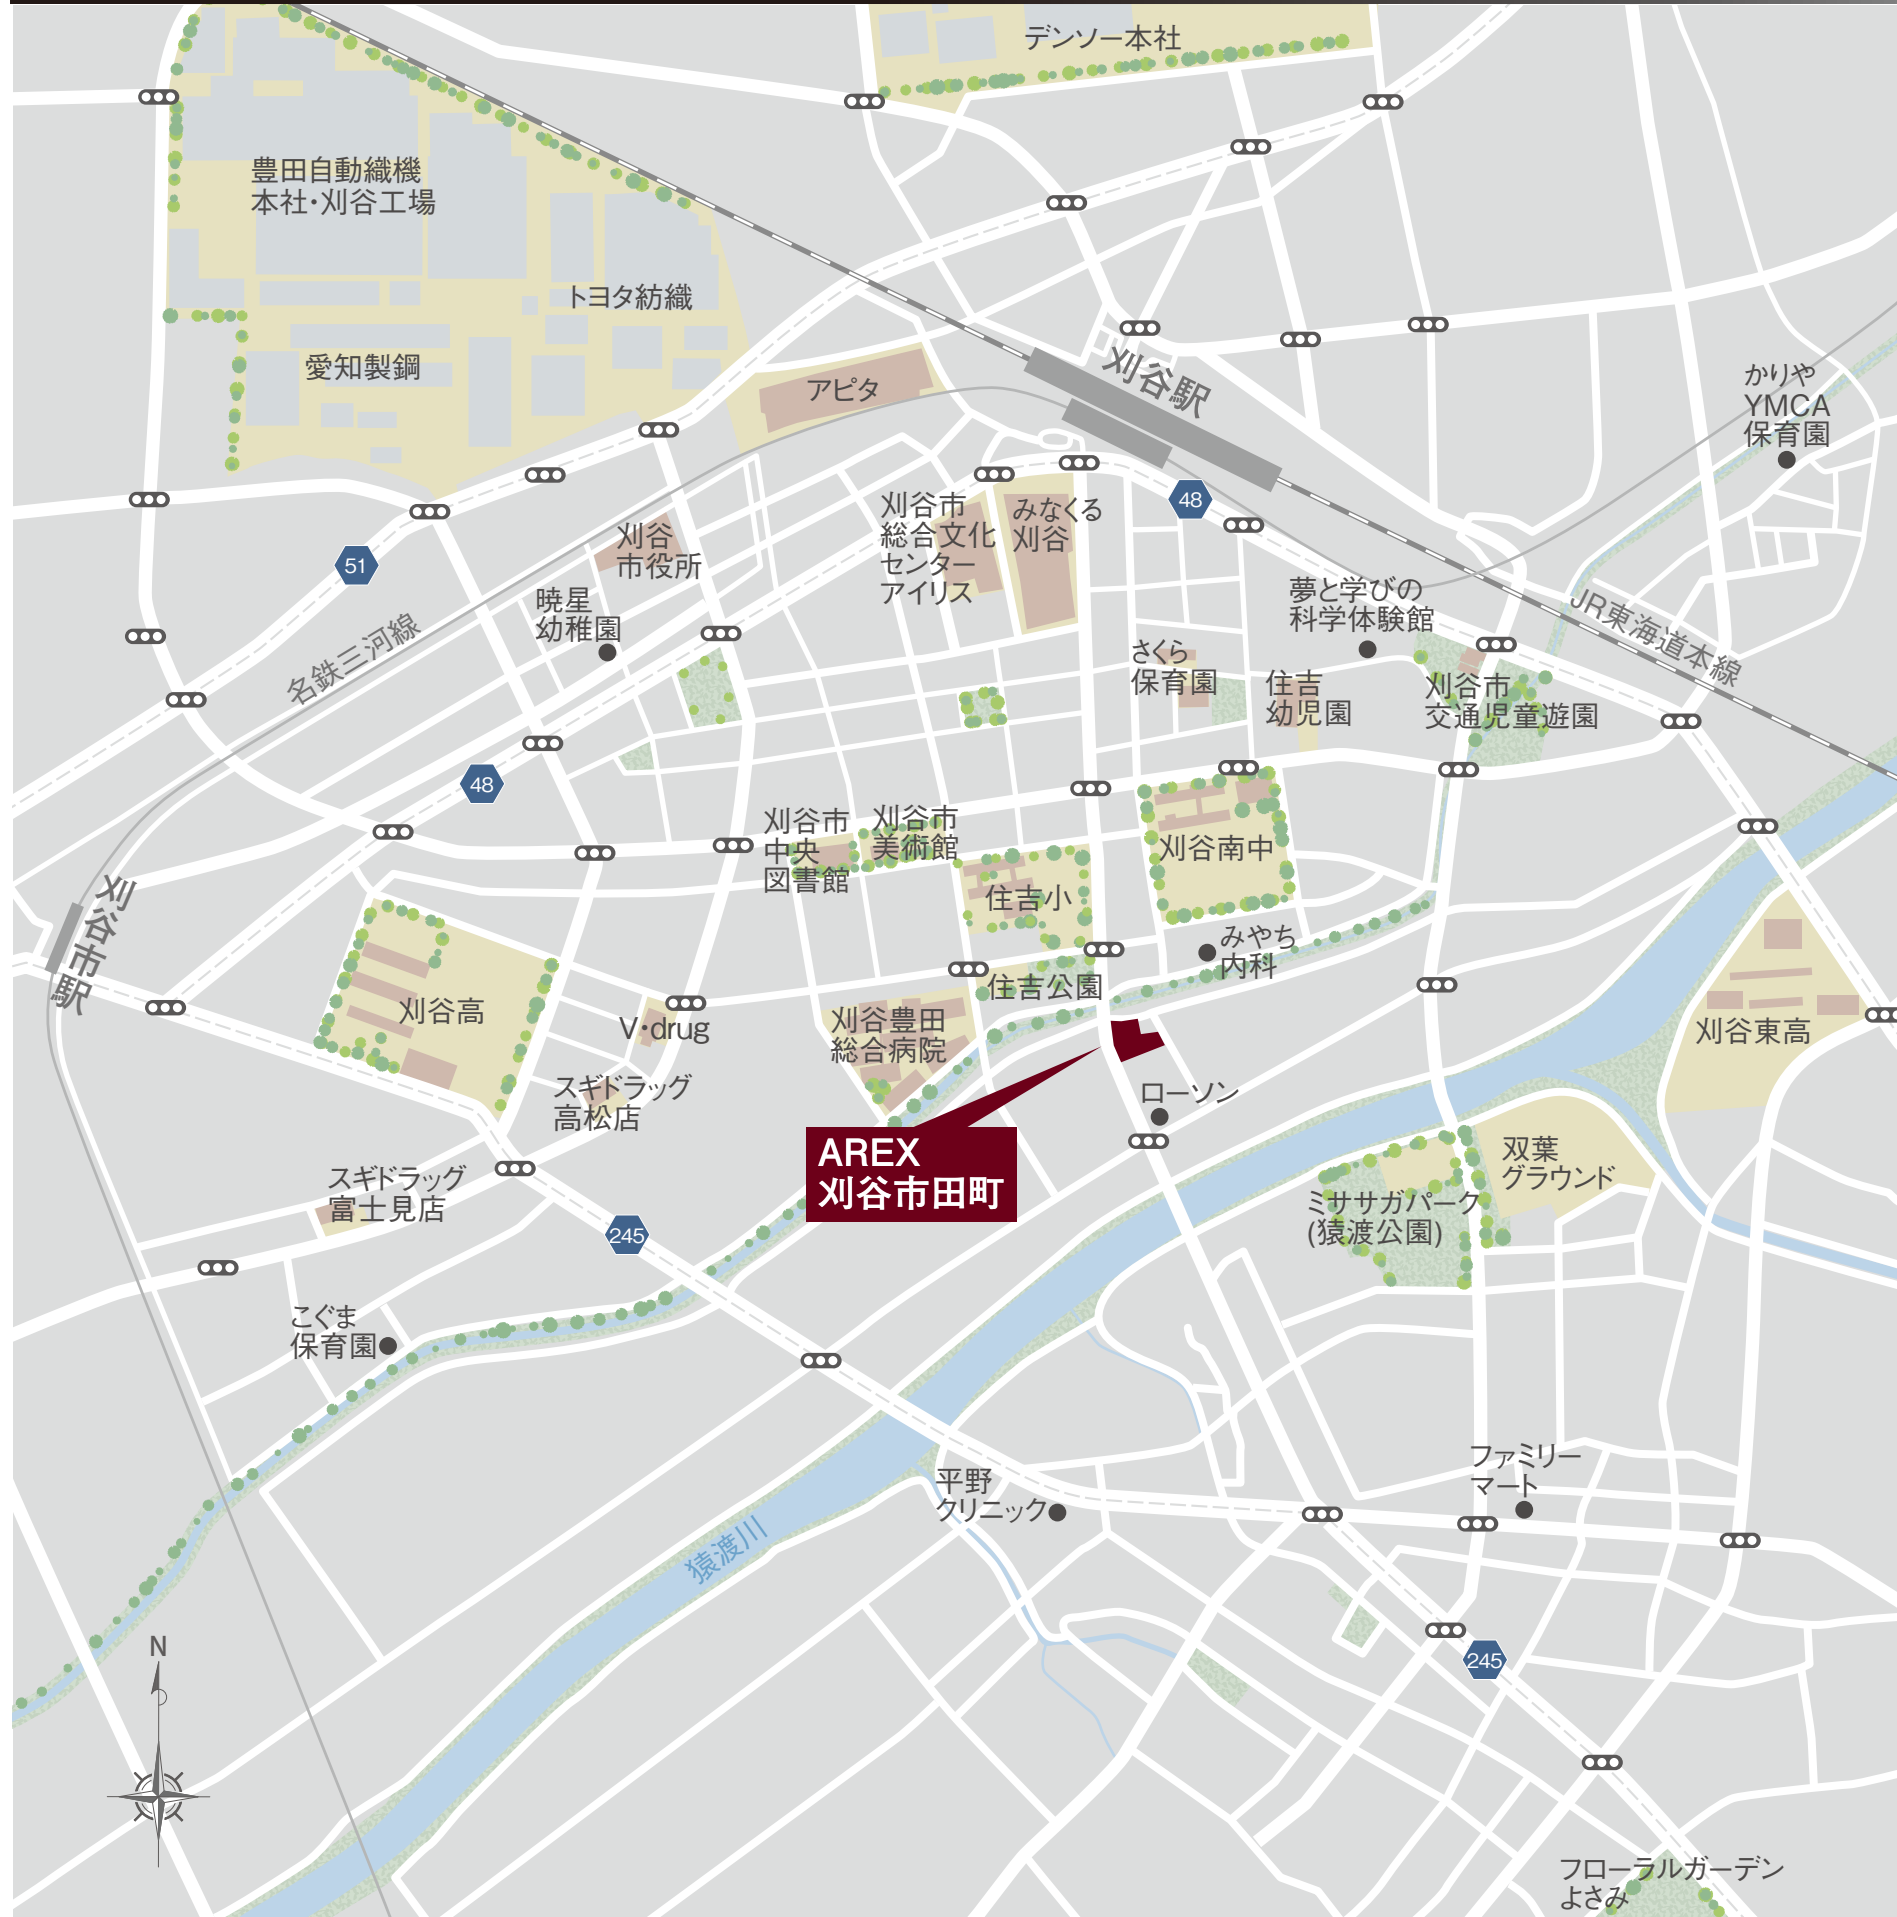 デンソー本社
豊田自動織機
本社・刈谷工場
トヨタ紡織
愛知製鋼
アピタ
刈谷駅
かりや
YMCA
保育園
刈谷市
総合文化
センター
アイリス
みなくる
刈谷
48
刈谷
市役所
51
暁星
幼稚園
名鉄三河線
夢と学びの
科学体験館
JR東海道本線
さくら
保育園
住吉
幼児園
刈谷市
交通児童遊園
48
刈谷市
中央
図書館
刈谷市
美術館
刈谷南中
住吉小
刈谷市駅
みやち
内科
住吉公園
刈谷高
V・drug
刈谷豊田
総合病院
刈谷東高
スギドラッグ
高松店
ローソン
AREX
刈谷市田町
双葉
グラウンド
スギドラッグ
富士見店
ミササガパーク
(猿渡公園)
245
こぐま
保育園
平野
クリニック
ファミリー
マート
猿渡川
N
245
フローラルガーデン
よさみ